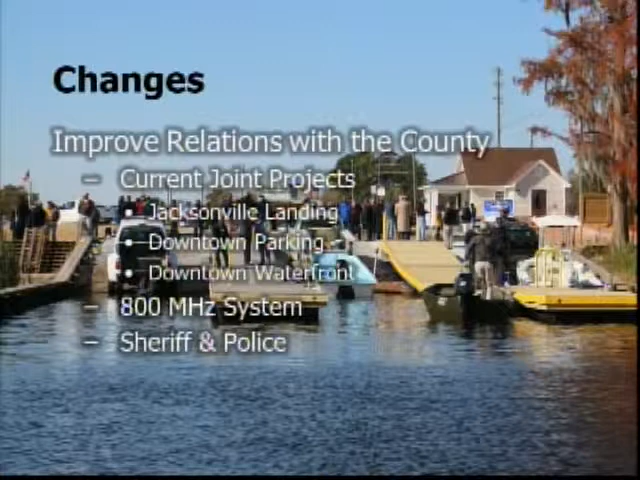 Changes
Improve Relations with the County
– Current Joint Projects
• Jacksonville Landing
• Downtown Parking
• Downtown Waterfront
– 800 MHz System
– Sheriff & Police